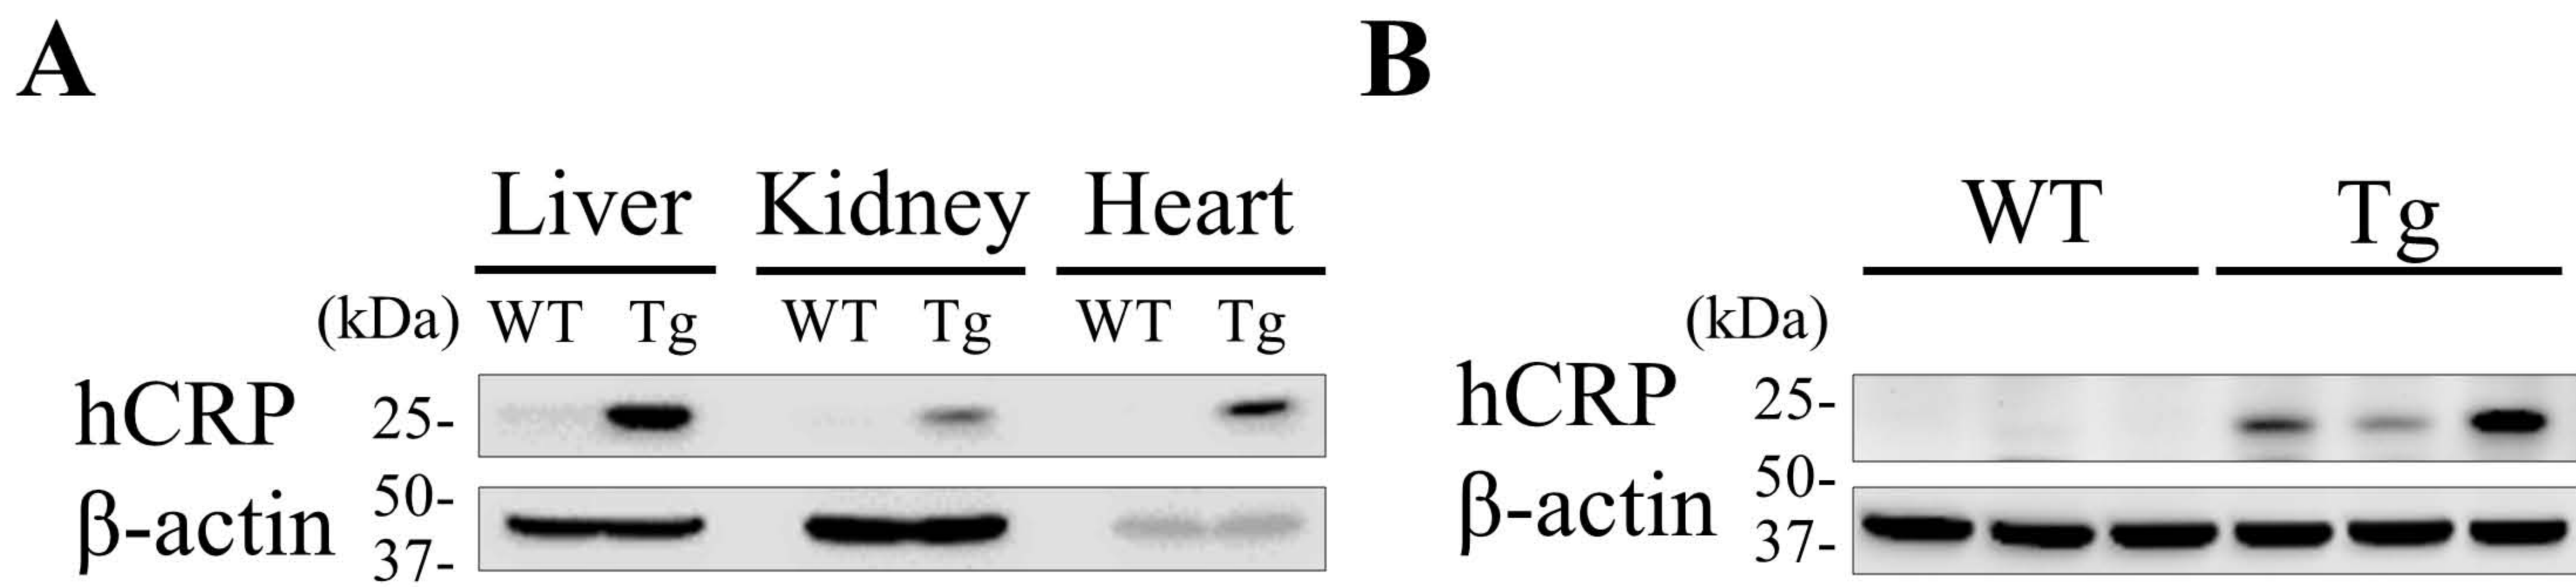 A
Liver Kidney Heart
(kDa) WT Tg WT Tg WT Tg
hCRP 25-
50-
β-actin
37-
B
WT Tg
(kDa)
hCRP 25-
50-
β-actin
37-